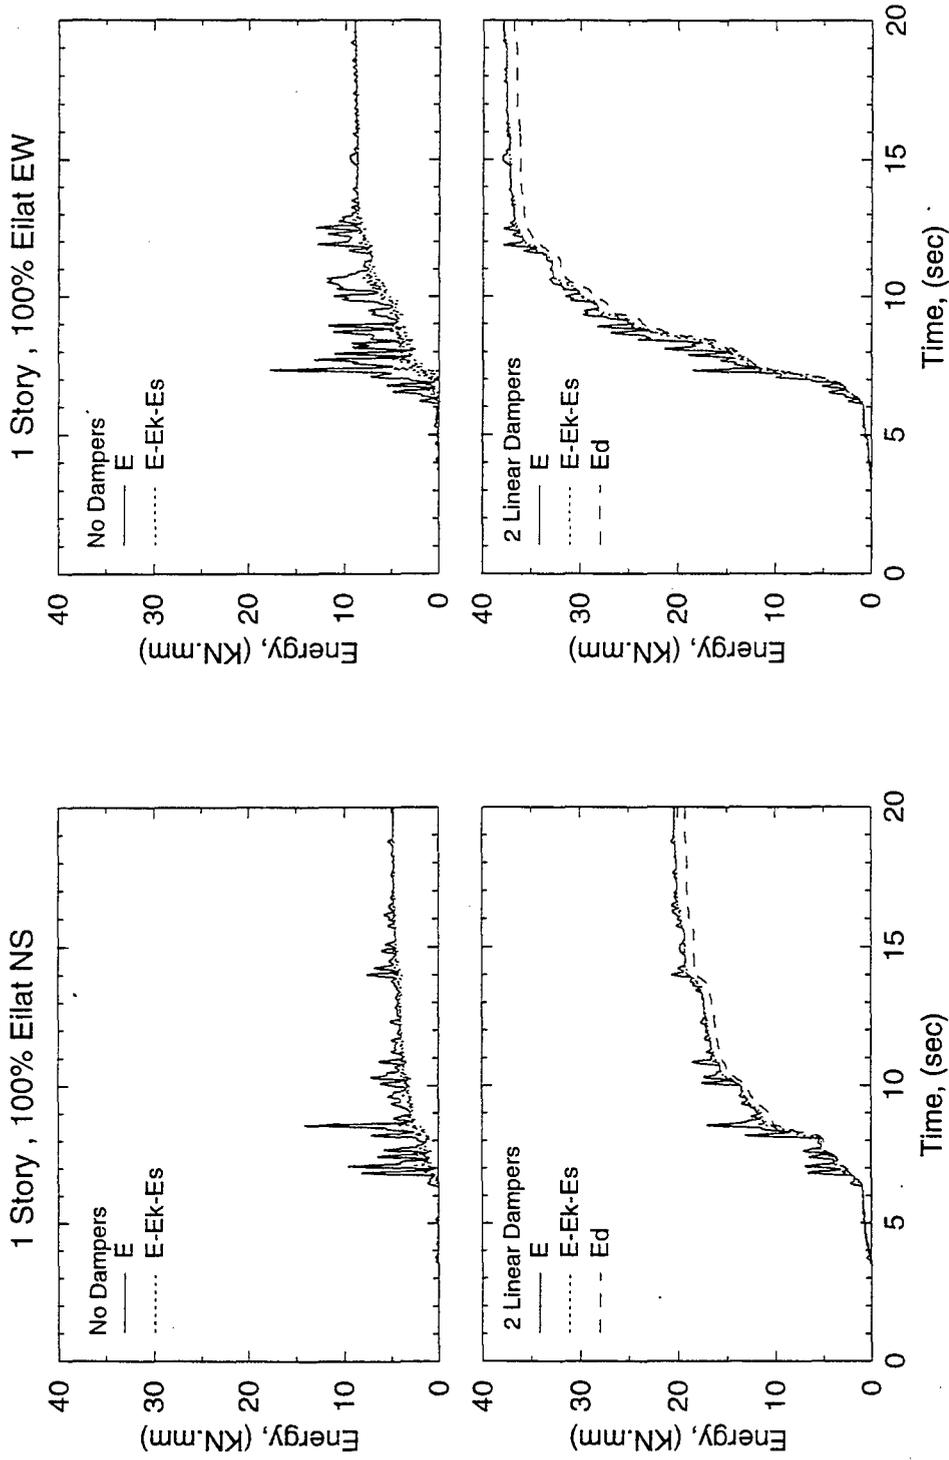 1 Story , 100% Eilat NS
Energy, (KN.mm)
40
30
20
10
0
No Dampers
E
E-Ek-Es
Energy, (KN.mm)
40
30
20
10
0
2 Linear Dampers
E
E-Ek-Es
Ed
0
5
10
15
20
Time, (sec)
1 Story , 100% Eilat EW
Energy, (KN.mm)
40
30
20
10
0
No Dampers
E
E-Ek-Es
Energy, (KN.mm)
40
30
20
10
0
2 Linear Dampers
E
E-Ek-Es
Ed
0
5
10
15
20
Time, (sec)